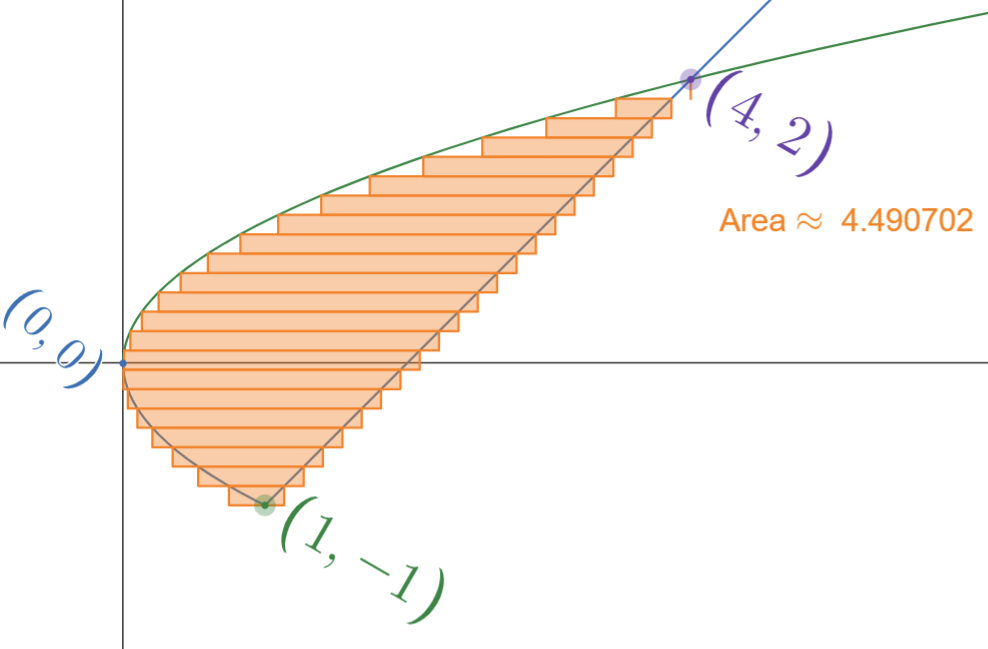 (4, 2)
Area ≈ 4.490702
(0, 0)
(1, −1)